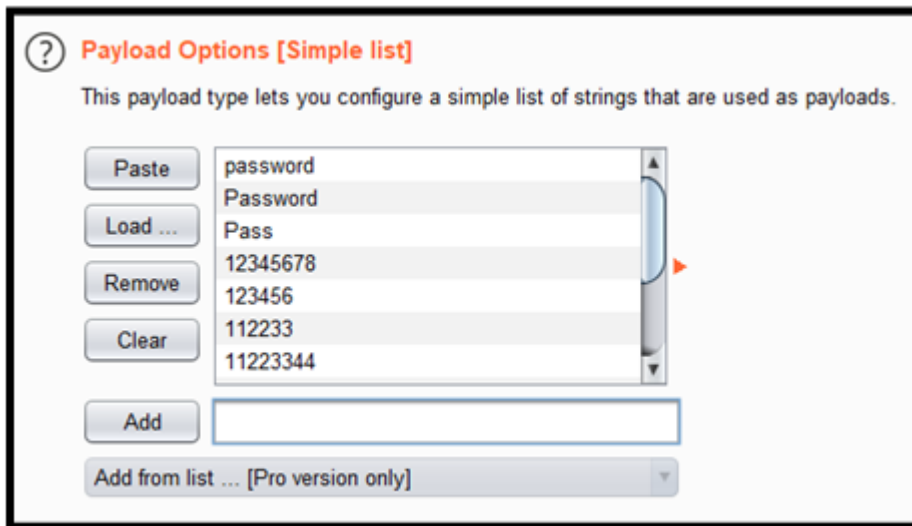 ?
Payload Options [Simple list]
This payload type lets you configure a simple list of strings that are used as payloads.
Paste
Load ...
Remove
Clear
password
Password
Pass
12345678
123456
112233
11223344
Add
Add from list ... [Pro version only]